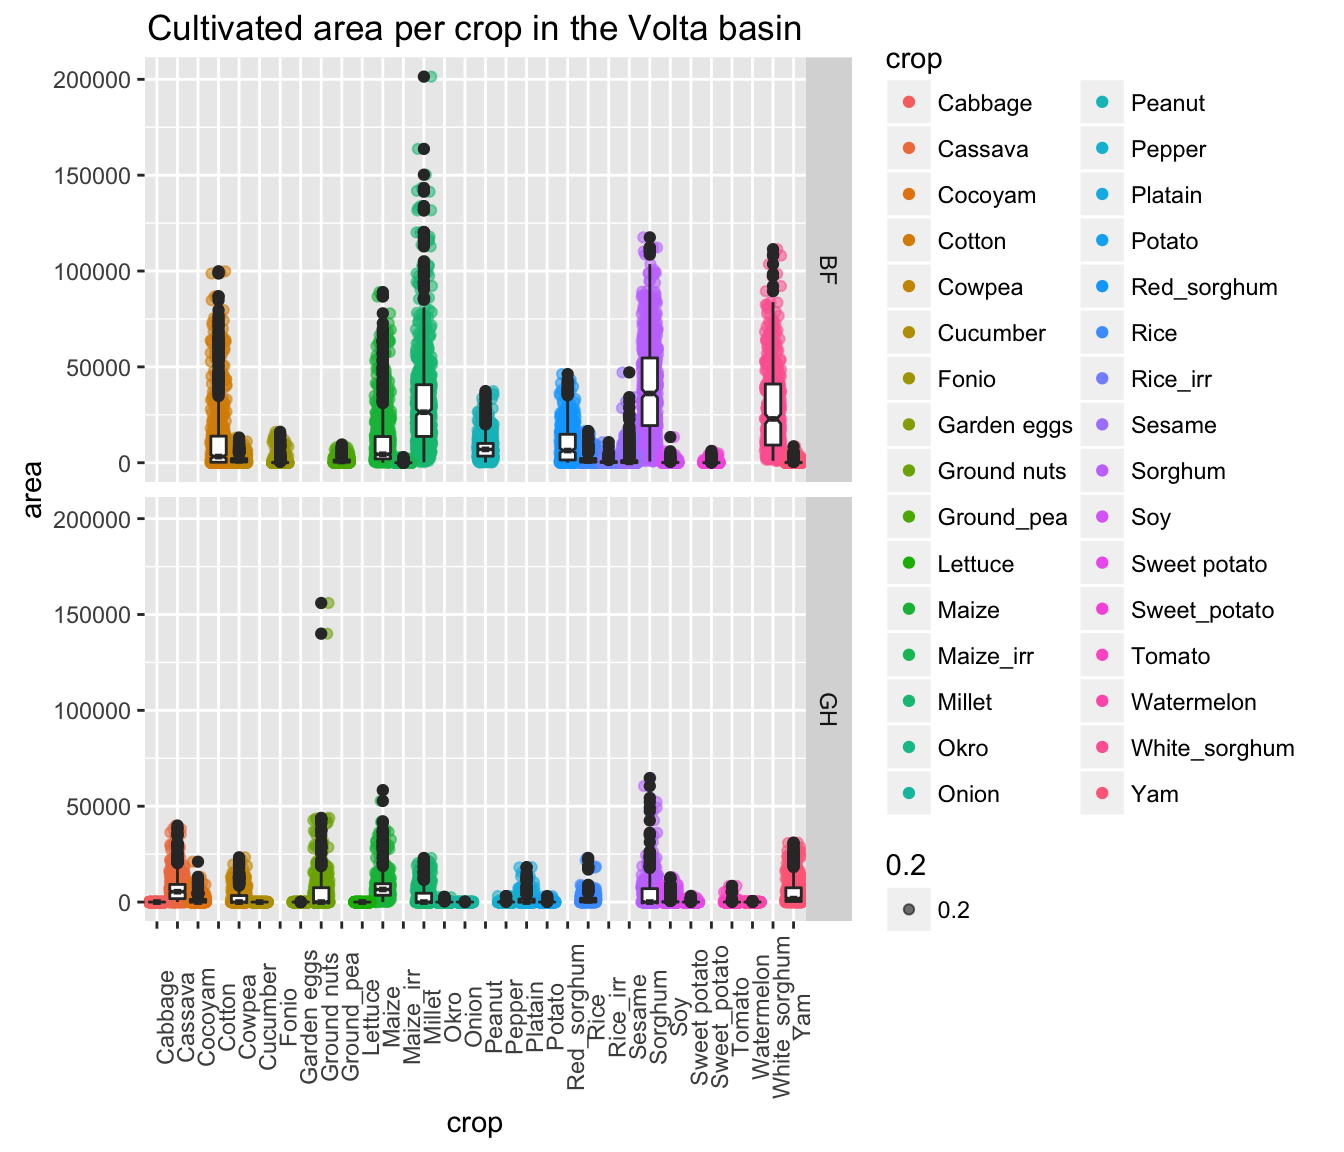 Cultivated area per crop in the Volta basin
area
200000
150000
100000
50000
0
BF
200000
150000
100000
50000
0
GH
Cabbage
Cassava
Cocoyam
Cotton
Cowpea
Cucumber
Fonio
Garden eggs
Ground nuts
Ground_pea
Lettuce
Maize
Maize_irr
Millet
Okro
Onion
Peanut
Pepper
Platain
Potato
Red_sorghum
Rice
Rice_irr
Sesame
Sorghum
Soy
Sweet potato
Sweet_potato
Tomato
Watermelon
White_sorghum
Yam
crop
crop
Cabbage
Cassava
Cocoyam
Cotton
Cowpea
Cucumber
Fonio
Garden eggs
Ground nuts
Ground_pea
Lettuce
Maize
Maize_irr
Millet
Okro
Onion
Peanut
Pepper
Platain
Potato
Red_sorghum
Rice
Rice_irr
Sesame
Sorghum
Soy
Sweet potato
Sweet_potato
Tomato
Watermelon
White_sorghum
Yam
0.2
0.2